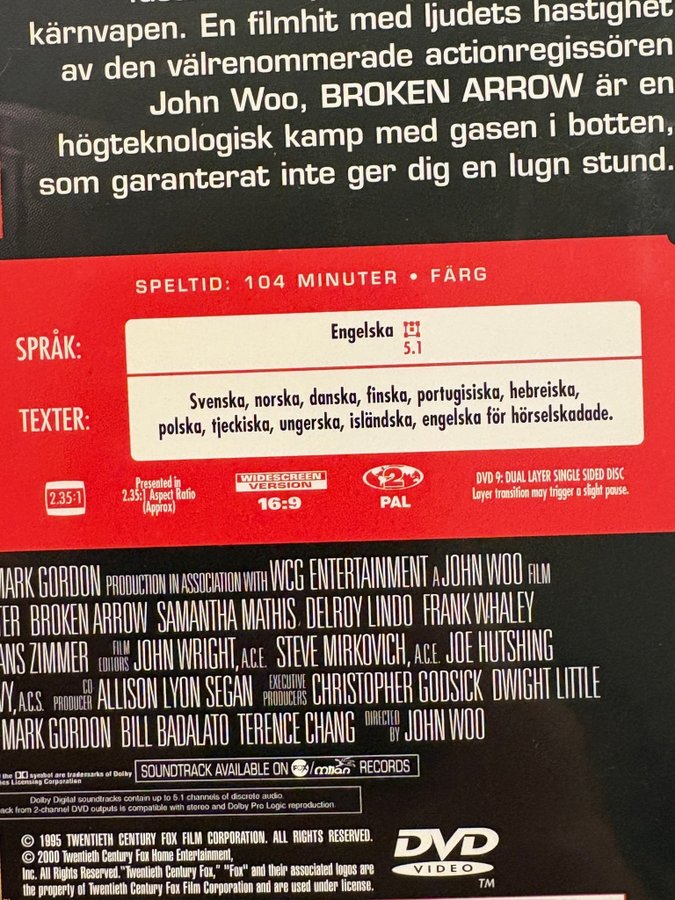 kärnvapen. En filmhit med ljudets hastighet
av den välrenommerade actionregissören
John Woo, BROKEN ARROW är en
högteknologisk kamp med gasen i botten,
som garanterat inte ger dig en lugn stund.
SPELTID: 104 MINUTER • FÄRG
SPRÅK:
Engelska
5.1
TEXTER:
Svenska, norska, danska, finska, portugisiska, hebreiska,
polska, tjeckiska, ungerska, isländska, engelska för hörselskadade.
2.35:1
Presented in
2.35:1 Aspect Ratio
(Approx)
WIDESCREEN
VERSION
16:9
2
PAL
DVD 9: DUAL LAYER SINGLE SIDED DISC
Layer transition may trigger a slight pause.
MARK GORDON PRODUCTION IN ASSOCIATION WITH WCG ENTERTAINMENT A JOHN WOO FILM
ER BROKEN ARROW SAMANTHA MATHIS DELROY LINDO FRANK WHALEY
ANS ZIMMER FILM EDITORS JOHN WRIGHT, A.C.E. STEVE MIRKOVICH, A.C.E. JOE HUTSHING
VY, A.C.S. CO PRODUCER ALLISON LYON SEGAN EXECUTIVE PRODUCERS CHRISTOPHER GODSICK DWIGHT LITTLE
MARK GORDON BILL BADALATO TERENCE CHANG DIRECTED BY JOHN WOO
the DD symbol are trademarks of Dolby
es Licensing Corporation
SOUNDTRACK AVAILABLE ON FOX/milan RECORDS
Dolby Digital soundtracks contain up to 5.1 channels of discrete audio.
ack from 2-channel DVD outputs is compatible with stereo and Dolby Pro Logic reproduction.
© 1995 TWENTIETH CENTURY FOX FILM CORPORATION. ALL RIGHTS RESERVED.
© 2000 Twentieth Century Fox Home Entertainment,
Inc. All Rights Reserved. "Twentieth Century Fox," "Fox" and their associated logos are
the property of Twentieth Century Fox Film Corporation and are used under license.
DVD
VIDEO
TM